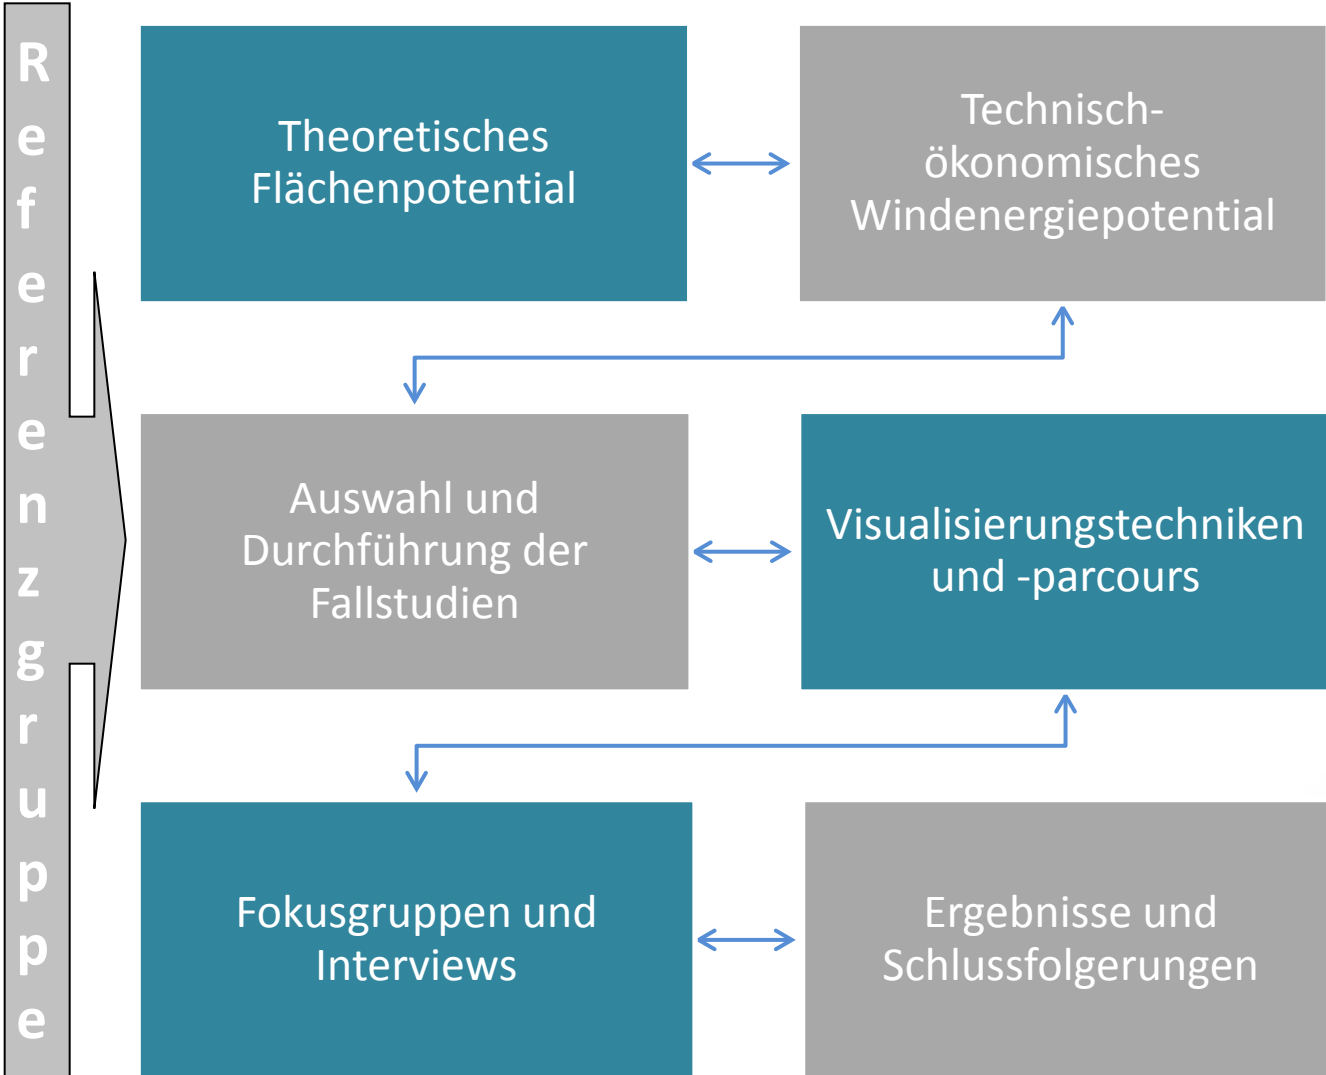 Referenzgruppe
Theoretisches
Flächenpotential
Technisch-
ökonomisches
Windenergiepotential
Auswahl und
Durchführung der
Fallstudien
Visualisierungstechniken
und -parcours
Fokusgruppen und
Interviews
Ergebnisse und
Schlussfolgerungen